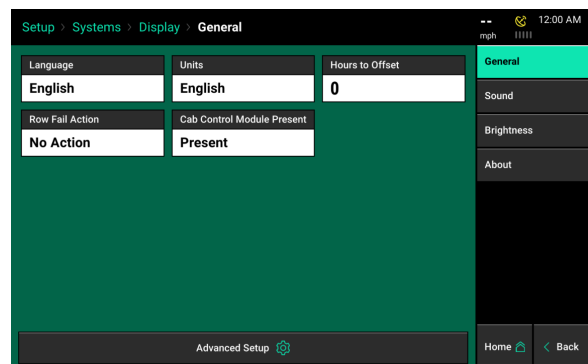 Setup > Systems > Display > General
-- mph
12:00 AM
Language
English
Units
English
Hours to Offset
0
Row Fail Action
No Action
Cab Control Module Present
Present
General
Sound
Brightness
About
Advanced Setup
Home
< Back